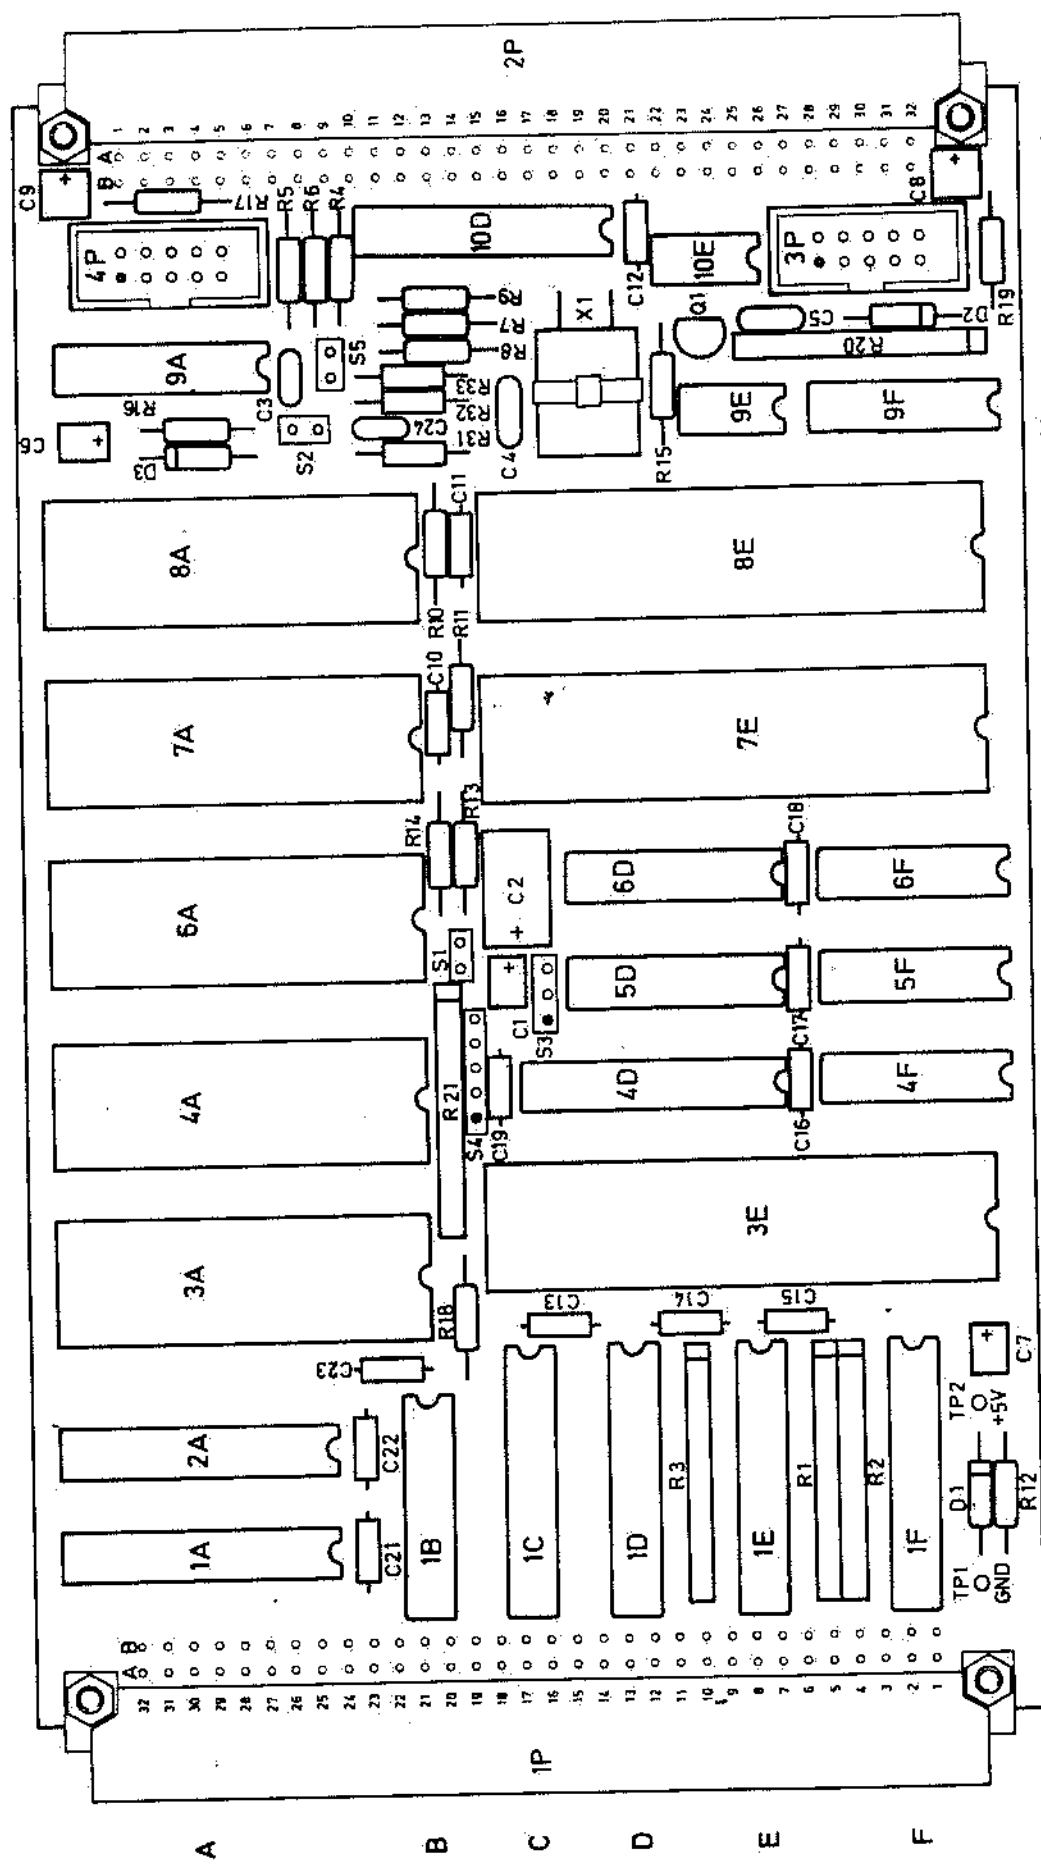 2P
1 2 3 4 5 6 7 8 9 10 11 12 13 14 15 16 17 18 19 20 21 22 23 24 25 26 27 28 29 30 31 32
A
B
C9
C8
R17
4P
R5
R6
R4
10D
C12
10E
3P
R19
R9
R7
R8
X1
Q1
C5
D2
R20
9A
S5
C3
R33
R32
R31
C24
C4
R15
9E
9F
R16
C6
D3
S2
8A
C11
R10
R11
8E
7A
C10
7E
R14
R13
C18
6A
S1
C2
+
6D
6F
C1
+
S3
5D
C17
5F
4A
R21
S4
C19
4D
C16
4F
3A
R18
3E
C13
C14
C15
C23
C7
+
TP2
+5V
2A
C22
1B
1C
1D
R3
1E
R1
R2
1F
D1
R12
1A
C21
TP1
GND
B
A
32 31 30 29 28 27 26 25 24 23 22 21 20 19 18 17 16 15 14 13 12 11 10 9 8 7 6 5 4 3 2 1
1P
A B C D E F